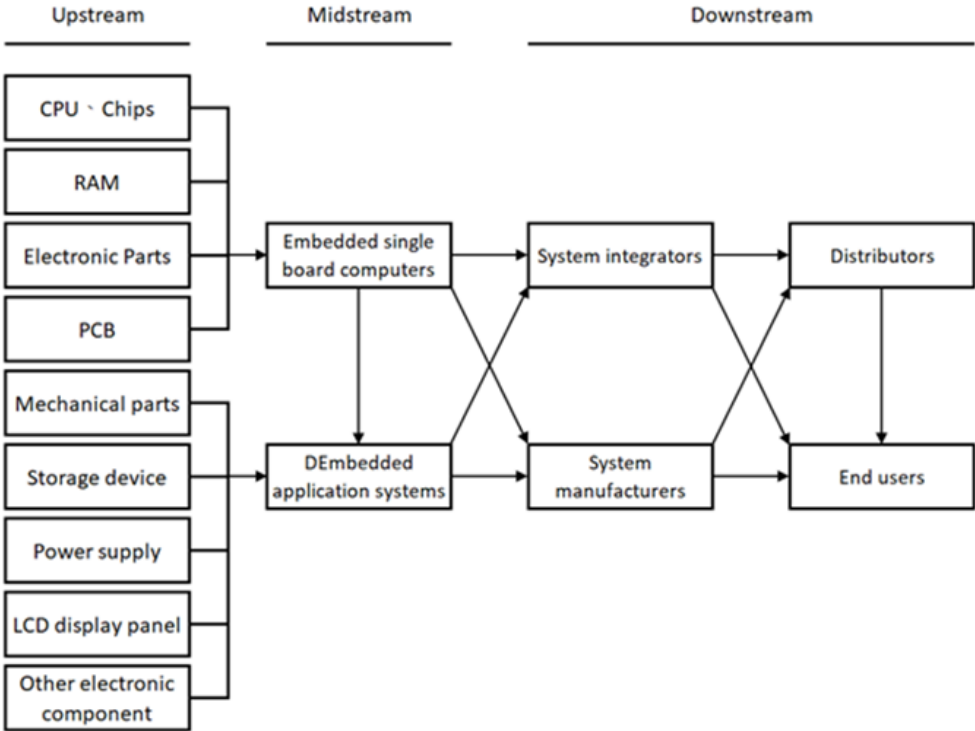 Upstream
Midstream
Downstream
CPU、Chips
RAM
Electronic Parts
PCB
Mechanical parts
Storage device
Power supply
LCD display panel
Other electronic
component
Embedded single
board computers
DEmbedded
application systems
System integrators
System
manufacturers
Distributors
End users